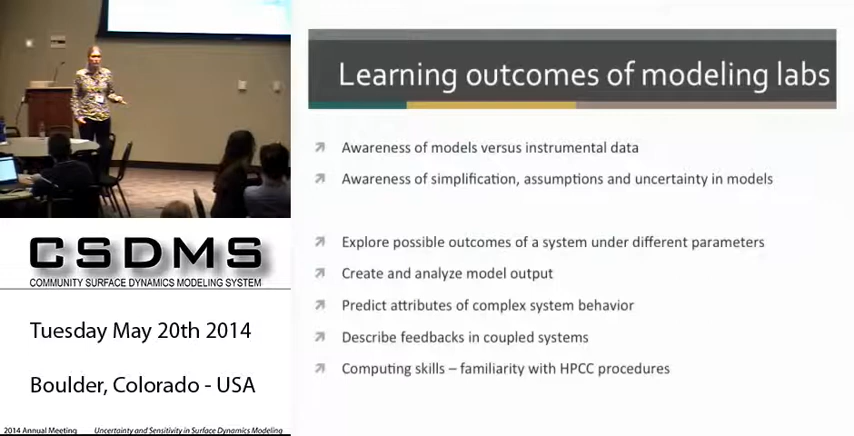 Learning outcomes of modeling labs
Awareness of models versus instrumental data
Awareness of simplification, assumptions and uncertainty in models
Explore possible outcomes of a system under different parameters
Create and analyze model output
Predict attributes of complex system behavior
Describe feedbacks in coupled systems
Computing skills – familiarity with HPCC procedures
CSDMS
COMMUNITY SURFACE DYNAMICS MODELING SYSTEM
Tuesday May 20th 2014
Boulder, Colorado - USA
2014 Annual Meeting Uncertainty and Sensitivity in Surface Dynamics Modeling